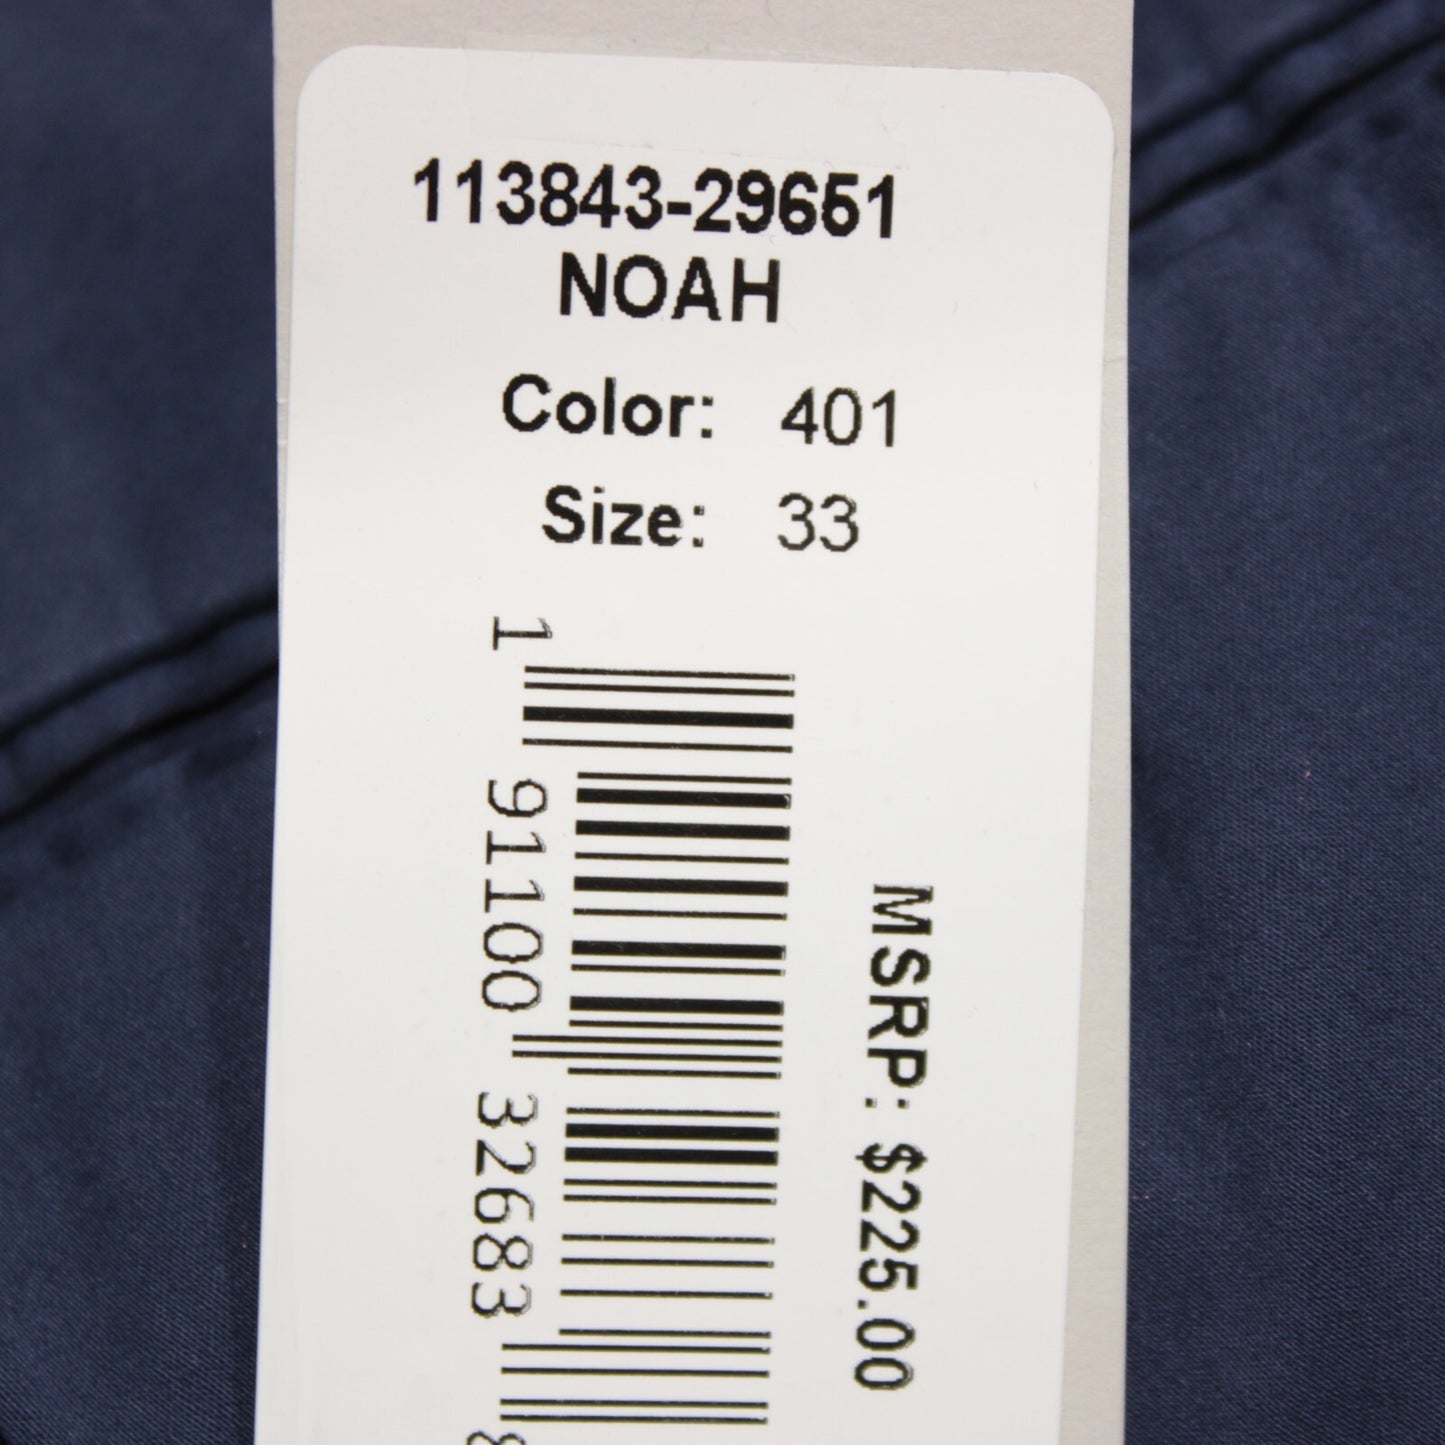 113843-29651
NOAH
Color: 401
Size: 33
1 91100 32683
MSRP: $225.00